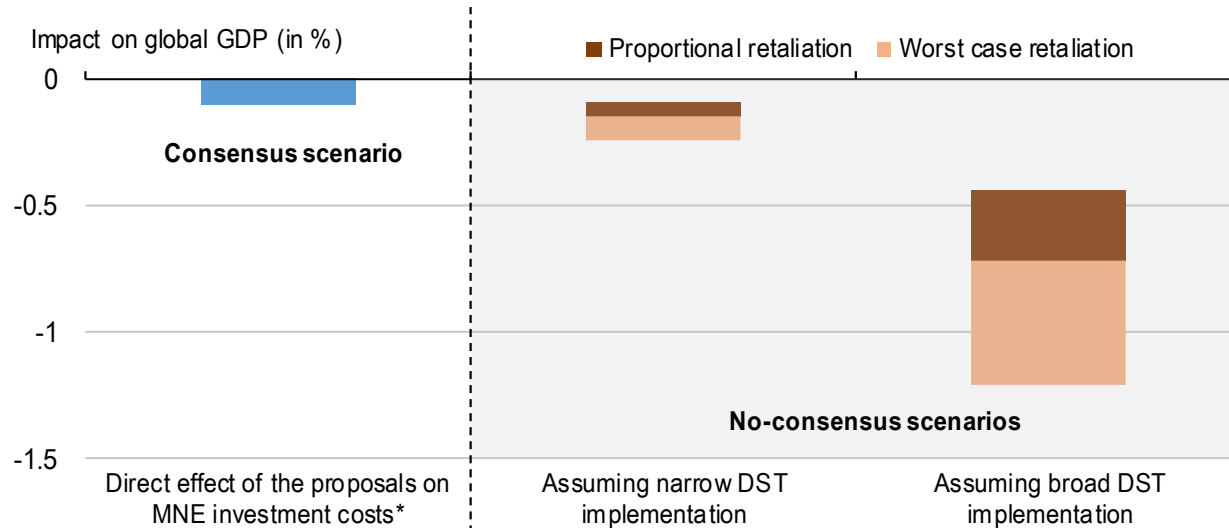 Impact on global GDP (in %)
Proportional retaliation
Worst case retaliation
0
Consensus scenario
-0.5
-1
No-consensus scenarios
-1.5
Direct effect of the proposals on
MNE investment costs*
Assuming narrow DST
implementation
Assuming broad DST
implementation